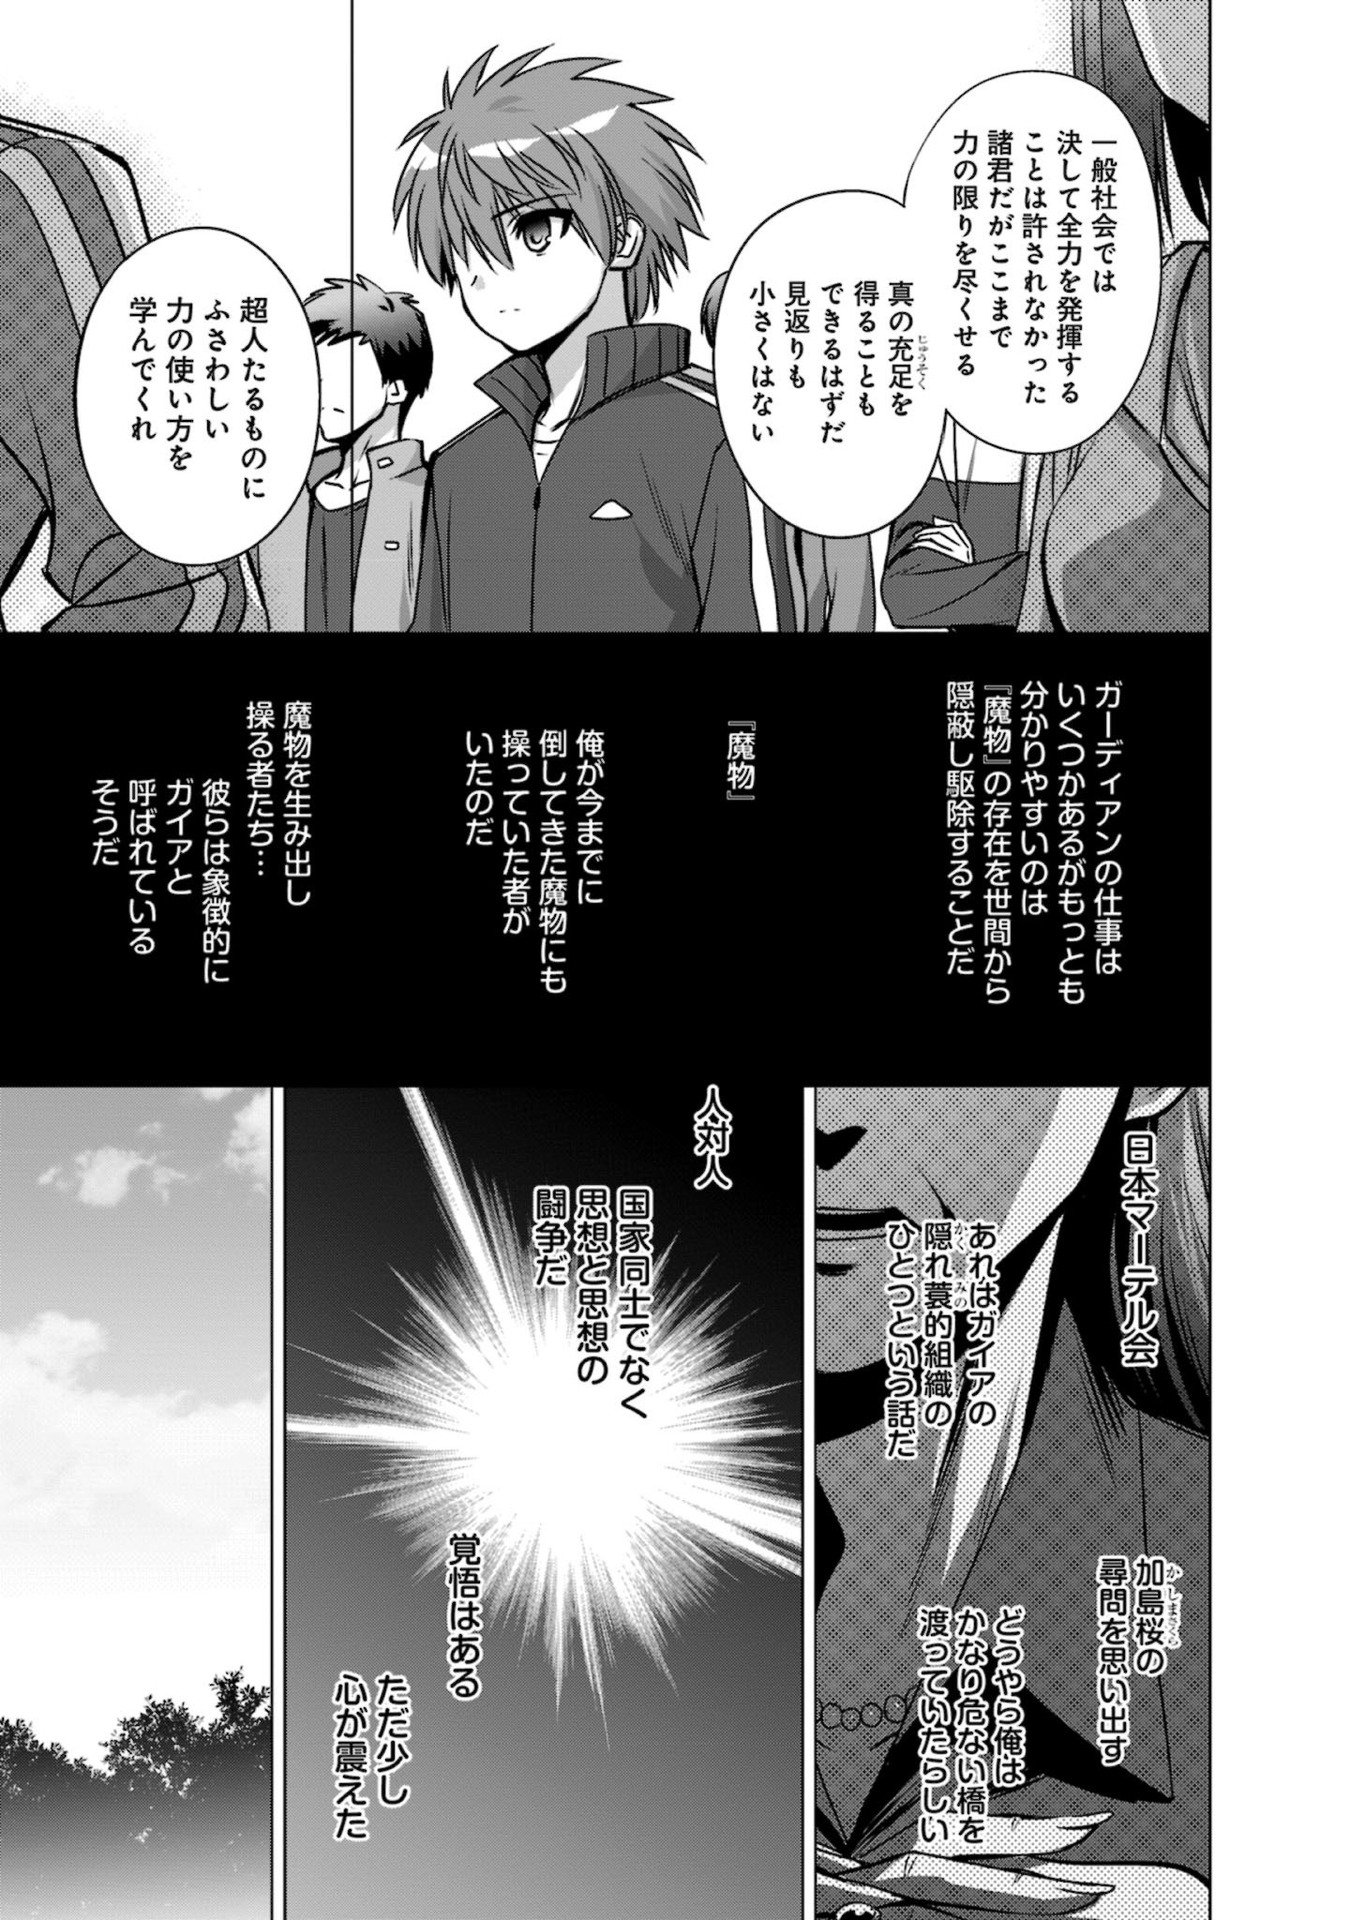 一般社会では
決して全力を発揮する
ことは許されなかった
諸君だがここまで
力の限りを尽くせる
真の充足を
じゅうそく
得ることも
できるはずだ
見返りも
小さくはない
超人たるものに
ふさわしい
力の使い方を
学んでくれ
ガーディアンの仕事は
いくつかあるがもっとも
分かりやすいのは
『魔物』の存在を世間から
隠蔽し駆除することだ
『魔物』
俺が今までに
倒してきた魔物にも
操っていた者が
いたのだ
魔物を生み出し
操る者たち…
彼らは象徴的に
ガイアと
呼ばれている
そうだ
日本マーテル会
あれはガイアの
隠れ蓑的組織の
かく みの
ひとつという話だ
加島桜の
かしまさくら
尋問を思い出す
どうやら俺は
かなり危ない橋を
渡っていたらしい
人対人
国家同士でなく
思想と思想の
闘争だ
覚悟はある
ただ少し
心が震えた